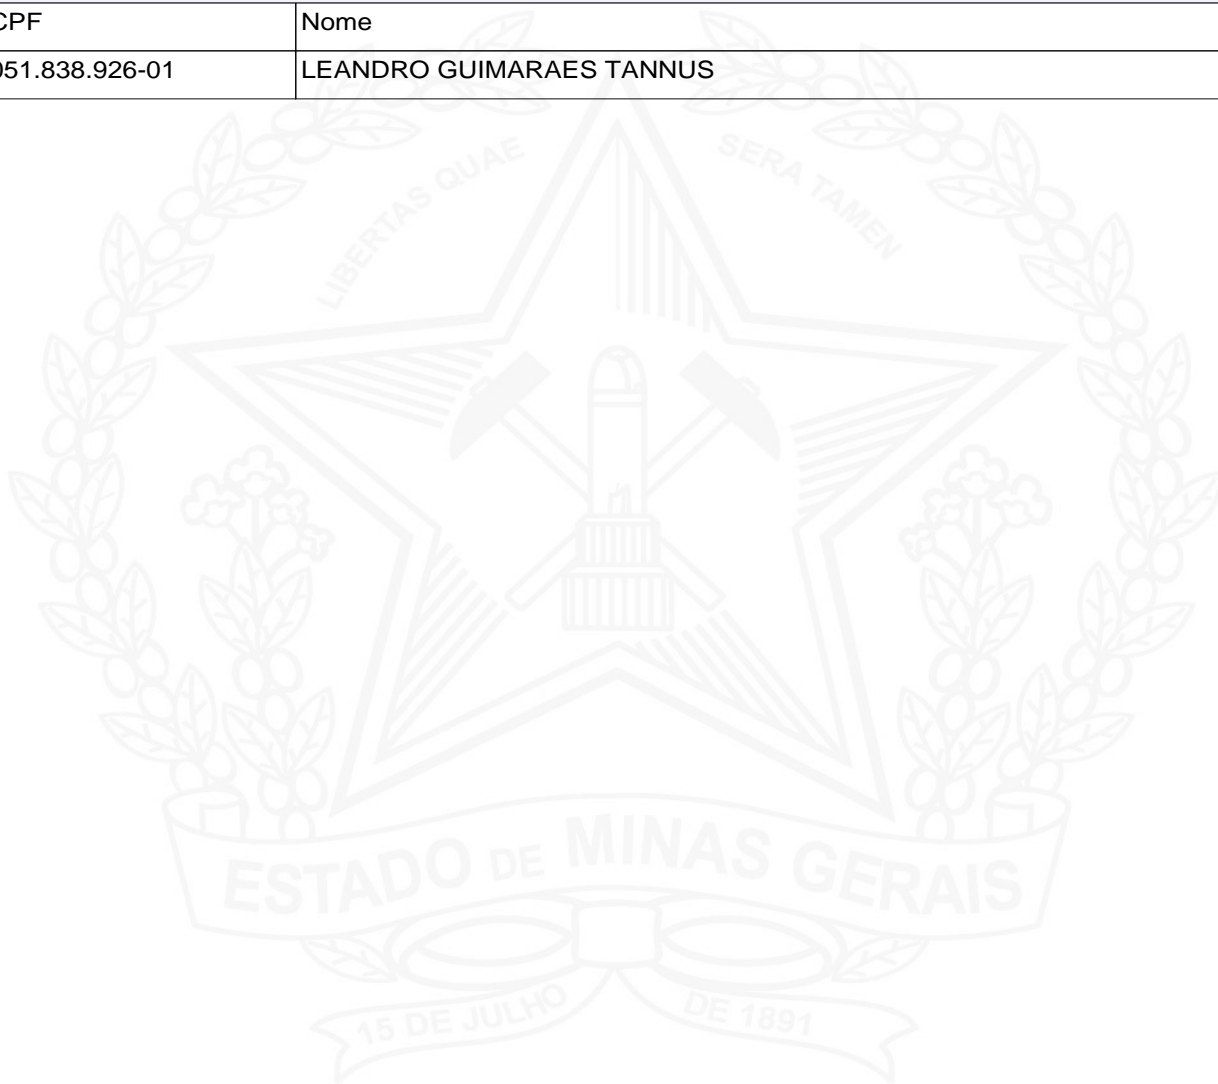 CPF Nome
051.838.926-01 LEANDRO GUIMARAES TANNUS
LIBERTAS QUAE SERA TAMEN
ESTADO DE MINAS GERAIS
15 DE JULHO DE 1891